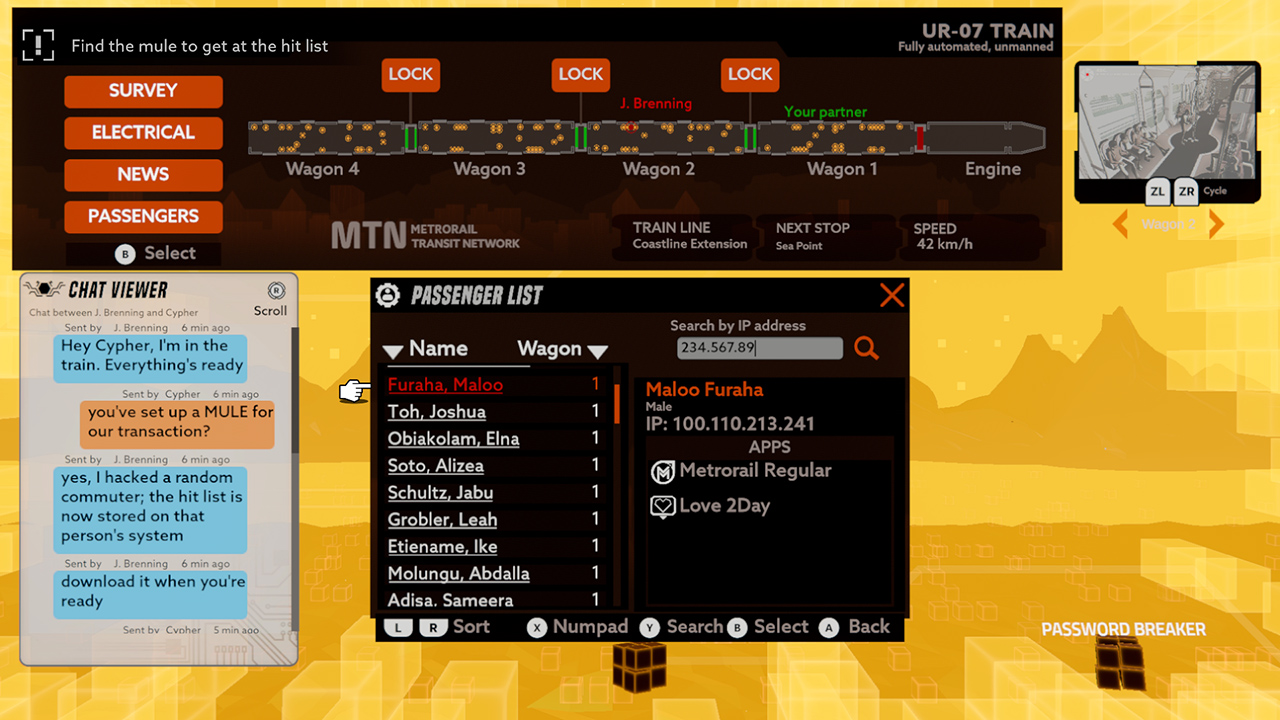 Find the mule to get at the hit list
UR-07 TRAIN
Fully automated, unmanned
SURVEY
ELECTRICAL
NEWS
PASSENGERS
B Select
LOCK
LOCK
LOCK
J. Brenning
Your partner
Wagon 4
Wagon 3
Wagon 2
Wagon 1
Engine
MTN METRORAIL
TRANSIT NETWORK
TRAIN LINE
Coastline Extension
NEXT STOP
Sea Point
SPEED
42 km/h
ZL ZR Cycle
CHAT VIEWER
R
Chat between J. Brenning and Cypher
Scroll
Sent by J. Brenning 6 min ago
Hey Cypher, I'm in the
train. Everything's ready
Sent by Cypher 6 min ago
you've set up a MULE for
our transaction?
Sent by J. Brenning 6 min ago
yes, I hacked a random
commuter; the hit list is
now stored on that
person's system
Sent by J. Brenning 6 min ago
download it when you're
ready
Sent by Cypher 5 min ago
PASSENGER LIST
Name Wagon
Furaha, Maloo 1
Toh, Joshua 1
Obiakolam, Elna 1
Soto, Alizea 1
Schultz, Jabu 1
Grobler, Leah 1
Etiename, Ike 1
Molungu, Abdalla 1
Adisa, Sameera 1
Search by IP address
234.567.89
Maloo Furaha
Male
IP: 100.110.213.241
APPS
Metrorail Regular
Love 2Day
L R Sort X Numpad Y Search B Select A Back
PASSWORD BREAKER